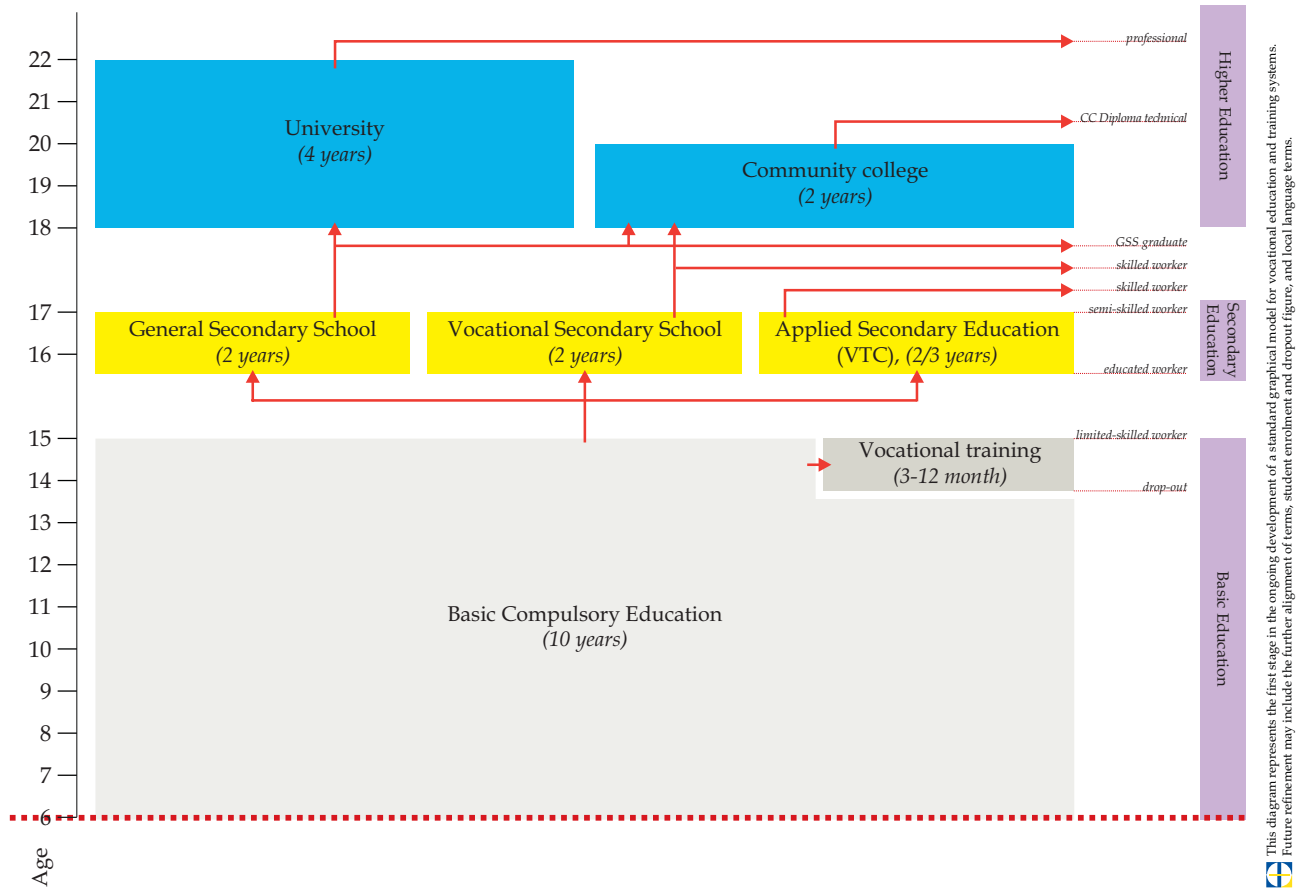 professional
Higher Education
22
21
University
(4 years)
CC Diploma technical
20
Community college
(2 years)
19
18
GSS graduate
skilled worker
skilled worker
semi-skilled worker
Secondary
Education
17
General Secondary School
(2 years)
Vocational Secondary School
(2 years)
Applied Secondary Education
(VTC), (2/3 years)
16
educated worker
limited-skilled worker
15
Vocational training
(3-12 month)
14
drop-out
13
12
11
Basic Compulsory Education
(10 years)
Basic Education
10
9
8
7
6
Age
This diagram represents the first stage in the ongoing development of a standard graphical model for vocational education and training systems.
Future refinement may include the further alignment of terms, student enrolment and dropout figure, and local language terms.